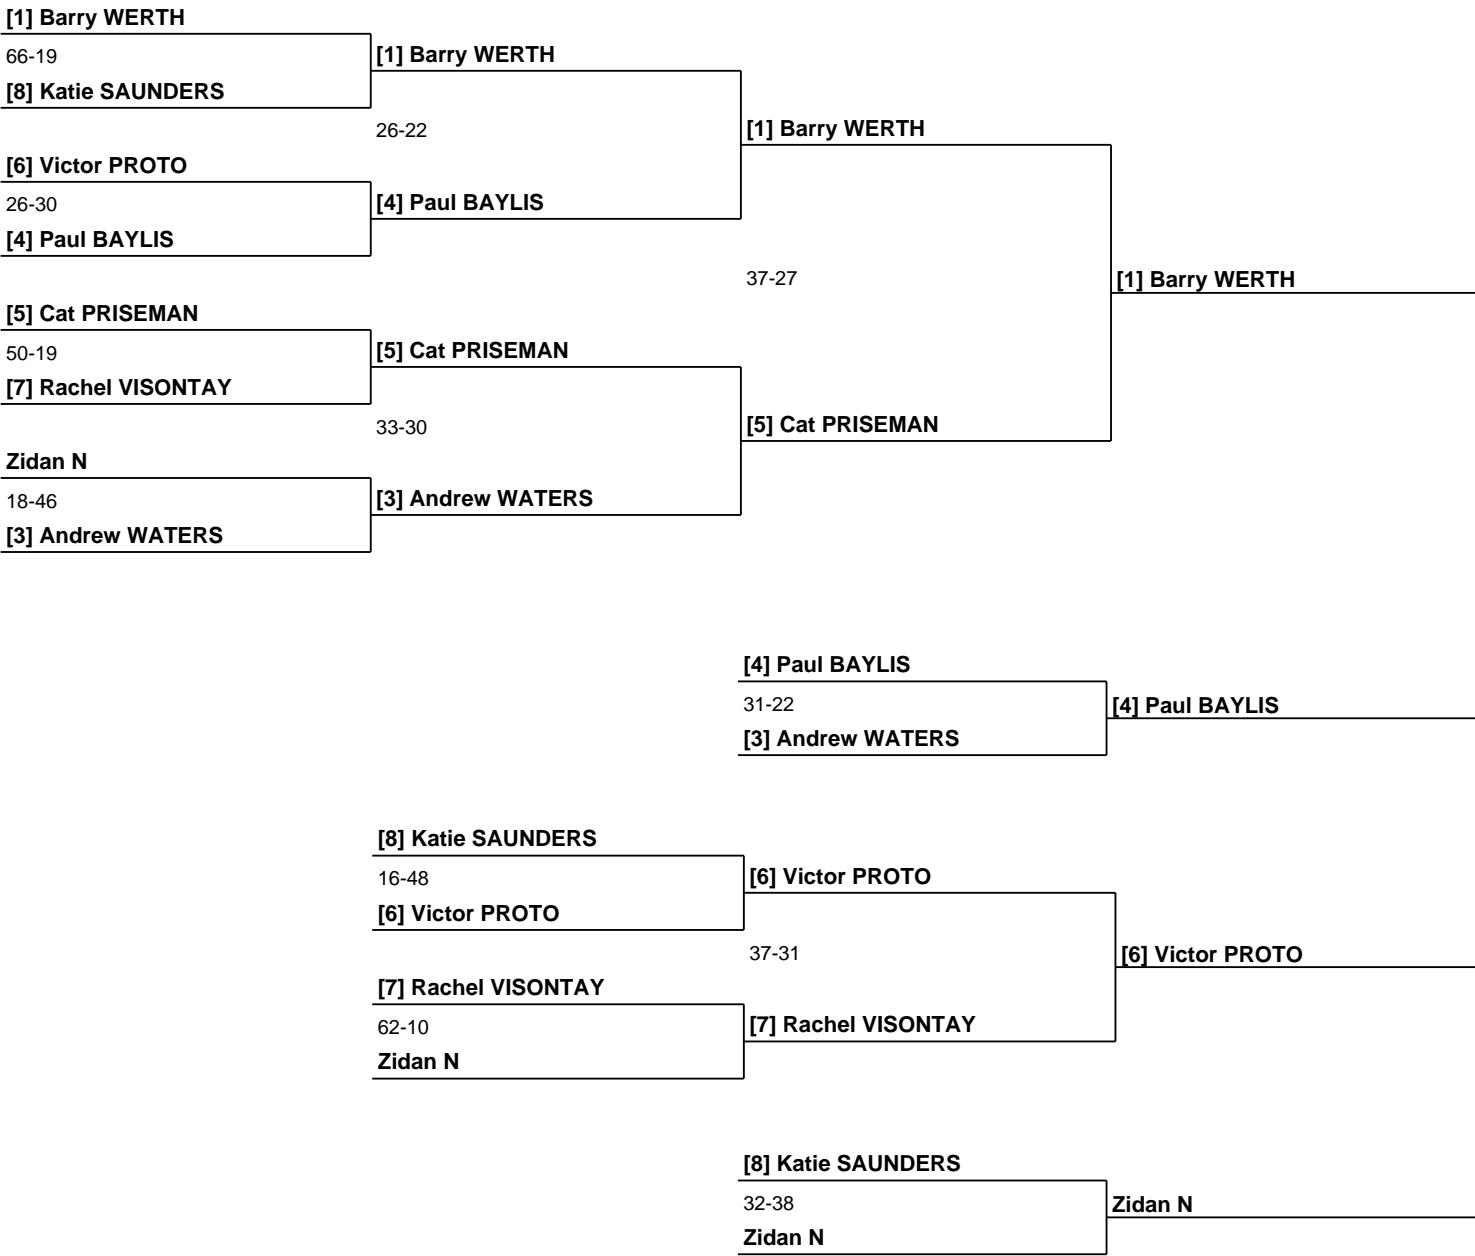 [1] Barry WERTH
66-19
[1] Barry WERTH
[8] Katie SAUNDERS
26-22
[1] Barry WERTH
[6] Victor PROTO
26-30
[4] Paul BAYLIS
[4] Paul BAYLIS
37-27
[1] Barry WERTH
[5] Cat PRISEMAN
50-19
[5] Cat PRISEMAN
[7] Rachel VISONTAY
33-30
[5] Cat PRISEMAN
Zidan N
18-46
[3] Andrew WATERS
[3] Andrew WATERS
[4] Paul BAYLIS
31-22
[4] Paul BAYLIS
[3] Andrew WATERS
[8] Katie SAUNDERS
16-48
[6] Victor PROTO
[6] Victor PROTO
37-31
[6] Victor PROTO
[7] Rachel VISONTAY
62-10
[7] Rachel VISONTAY
Zidan N
[8] Katie SAUNDERS
32-38
Zidan N
Zidan N